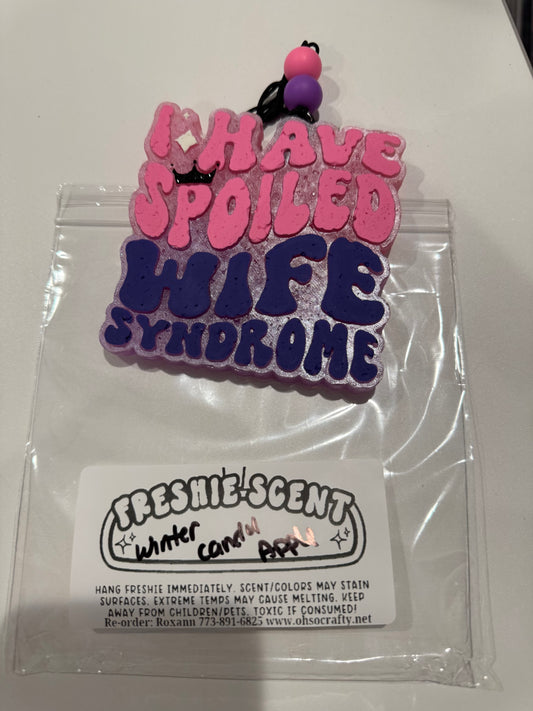 I HAVE
SPOILED
WIFE
SYNDROME
FRESHIE SCENT
Winter
Candy Apple
HANG FRESHIE IMMEDIATELY. SCENT/COLORS MAY STAIN
SURFACES. EXTREME TEMPS MAY CAUSE MELTING. KEEP
AWAY FROM CHILDREN/PETS. TOXIC IF CONSUMED!
Re-order: Roxann 773-891-6825 www.ohsocrafty.net